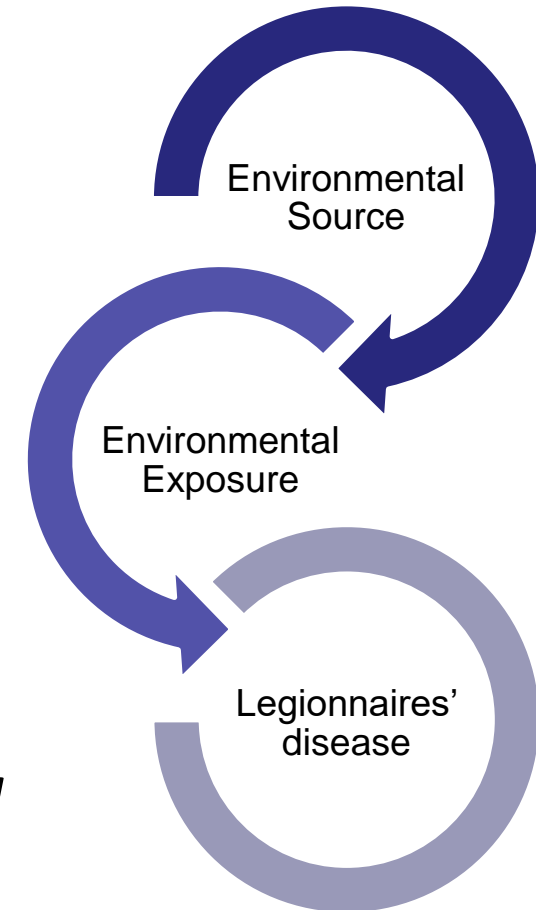 Environmental
Source
Environmental
Exposure
Legionnaires’
disease